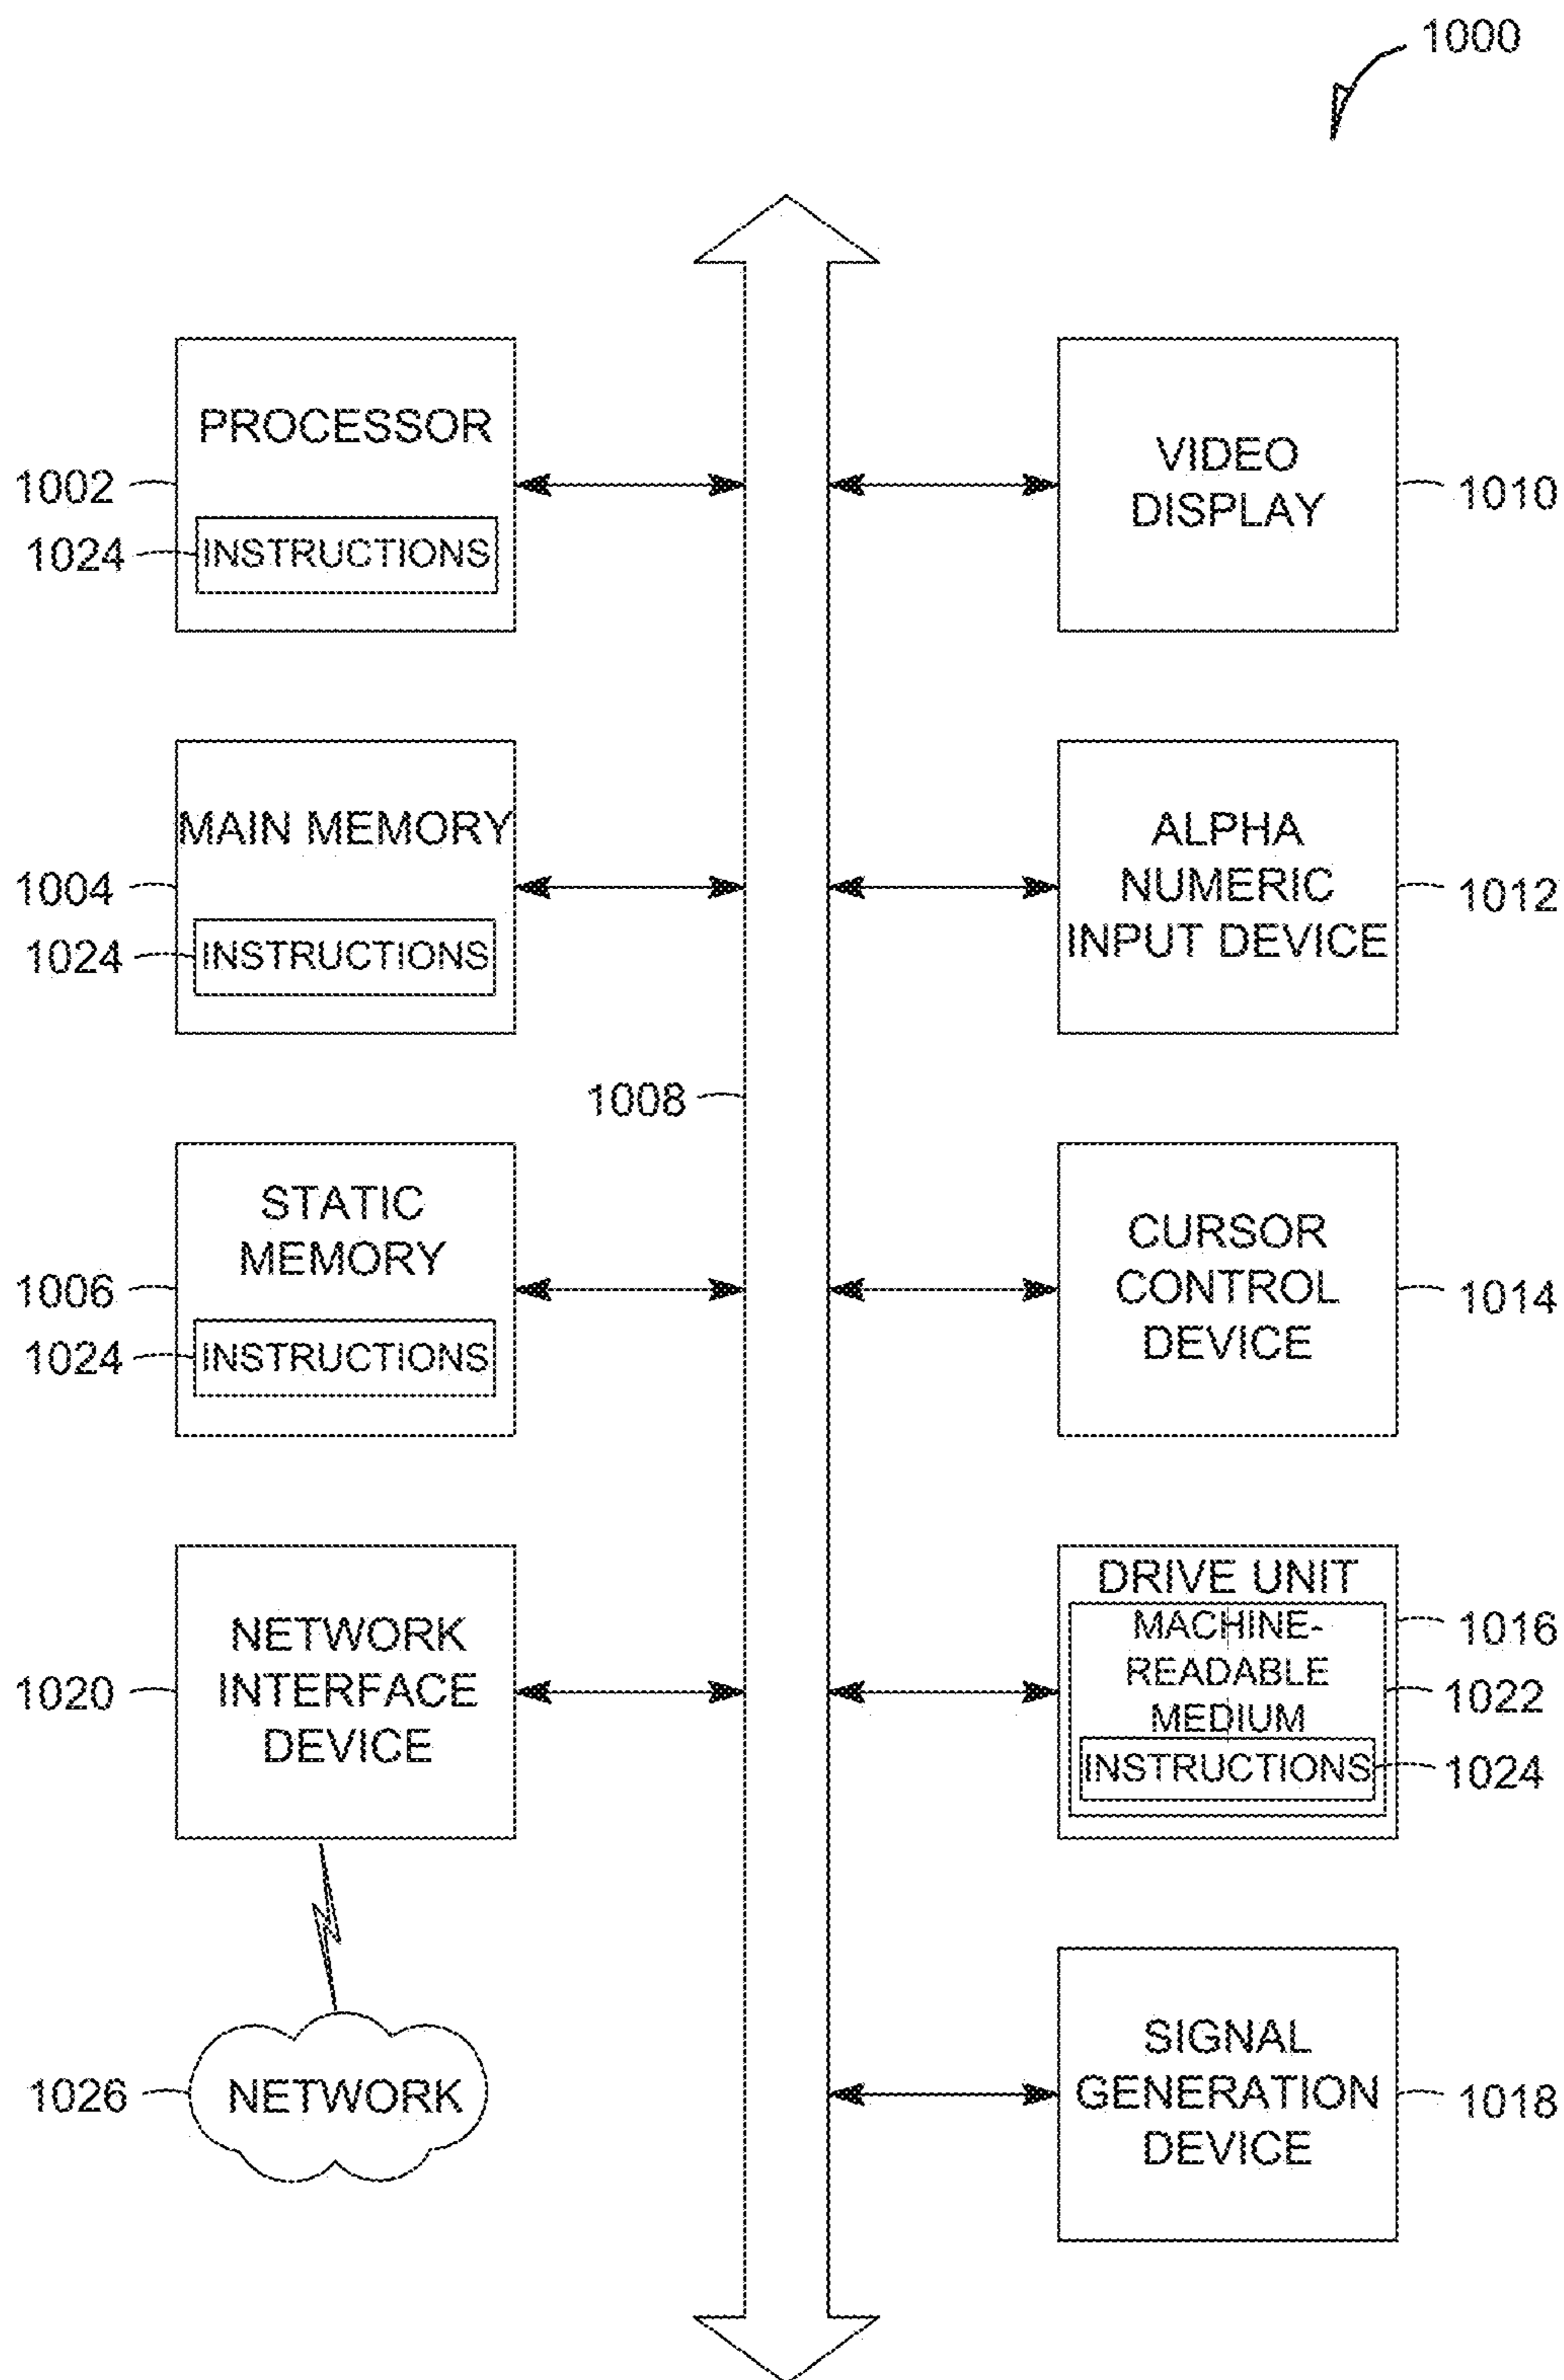 1000
PROCESSOR
1002
1024
INSTRUCTIONS
VIDEO
DISPLAY
1010
MAIN MEMORY
1004
1024
INSTRUCTIONS
ALPHA
NUMERIC
INPUT DEVICE
1012
1008
STATIC
MEMORY
1006
1024
INSTRUCTIONS
CURSOR
CONTROL
DEVICE
1014
NETWORK
INTERFACE
DEVICE
1020
DRIVE UNIT
1016
MACHINE-
READABLE
MEDIUM
1022
INSTRUCTIONS
1024
1026
NETWORK
SIGNAL
GENERATION
DEVICE
1018